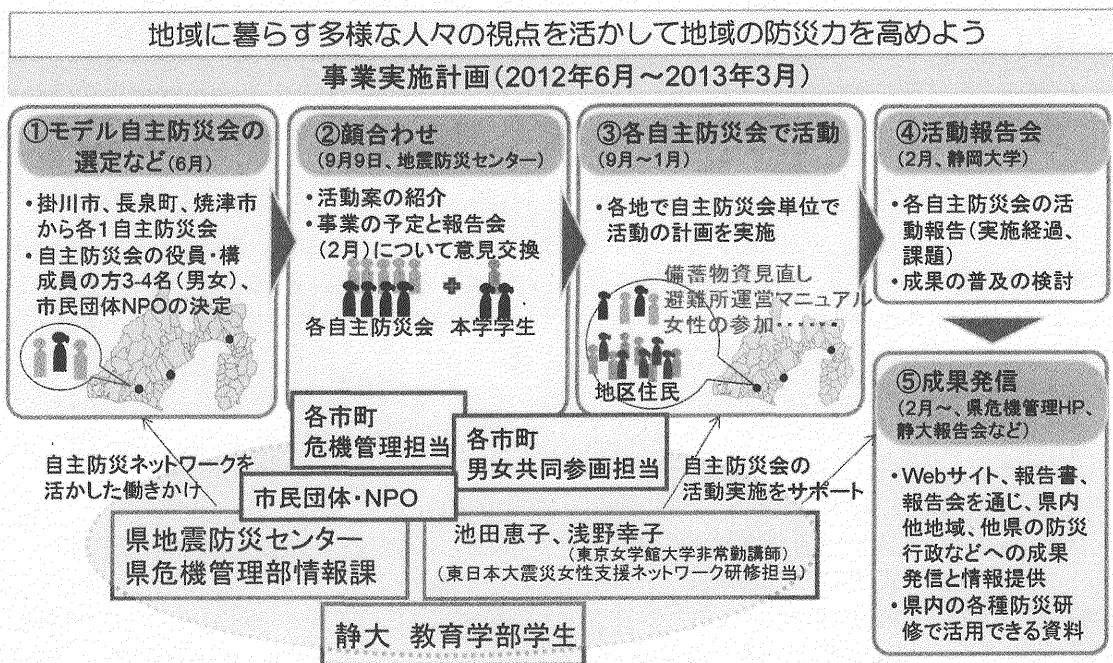 地域に暮らす多様な人々の視点を活かして地域の防災力を高めよう
事業実施計画(2012年6月～2013年3月)
①モデル自主防災会の
選定など(6月)
・掛川市、長泉町、焼津市
から各1自主防災会
・自主防災会の役員・構
成員の方3-4名(男女)、
市民団体NPOの決定
②顔合わせ
(9月9日、地震防災センター)
・活動案の紹介
・事業の予定と報告会
(2月)について意見交換
各自主防災会
本学学生
③各自主防災会で活動
(9月～1月)
・各地で自主防災会単位で
活動の計画を実施
備蓄物資見直し
避難所運営マニュアル
女性の参加‥‥‥
地区住民
④活動報告会
(2月、静岡大学)
・各自主防災会の活
動報告(実施経過、
課題)
・成果の普及の検討
⑤成果発信
(2月～、県危機管理HP、
静大報告会など)
・Webサイト、報告書、
報告会を通じ、県内
他地域、他県の防災
行政などへの成果
発信と情報提供
・県内の各種防災研
修で活用できる資料
自主防災ネットワークを
活かした働きかけ
各市町
危機管理担当
各市町
男女共同参画担当
市民団体・NPO
自主防災会の
活動実施をサポート
県地震防災センター
県危機管理部情報課
池田恵子、浅野幸子
(東京女学館大学非常勤講師)
(東日本大震災女性支援ネットワーク研修担当)
静大 教育学部学生